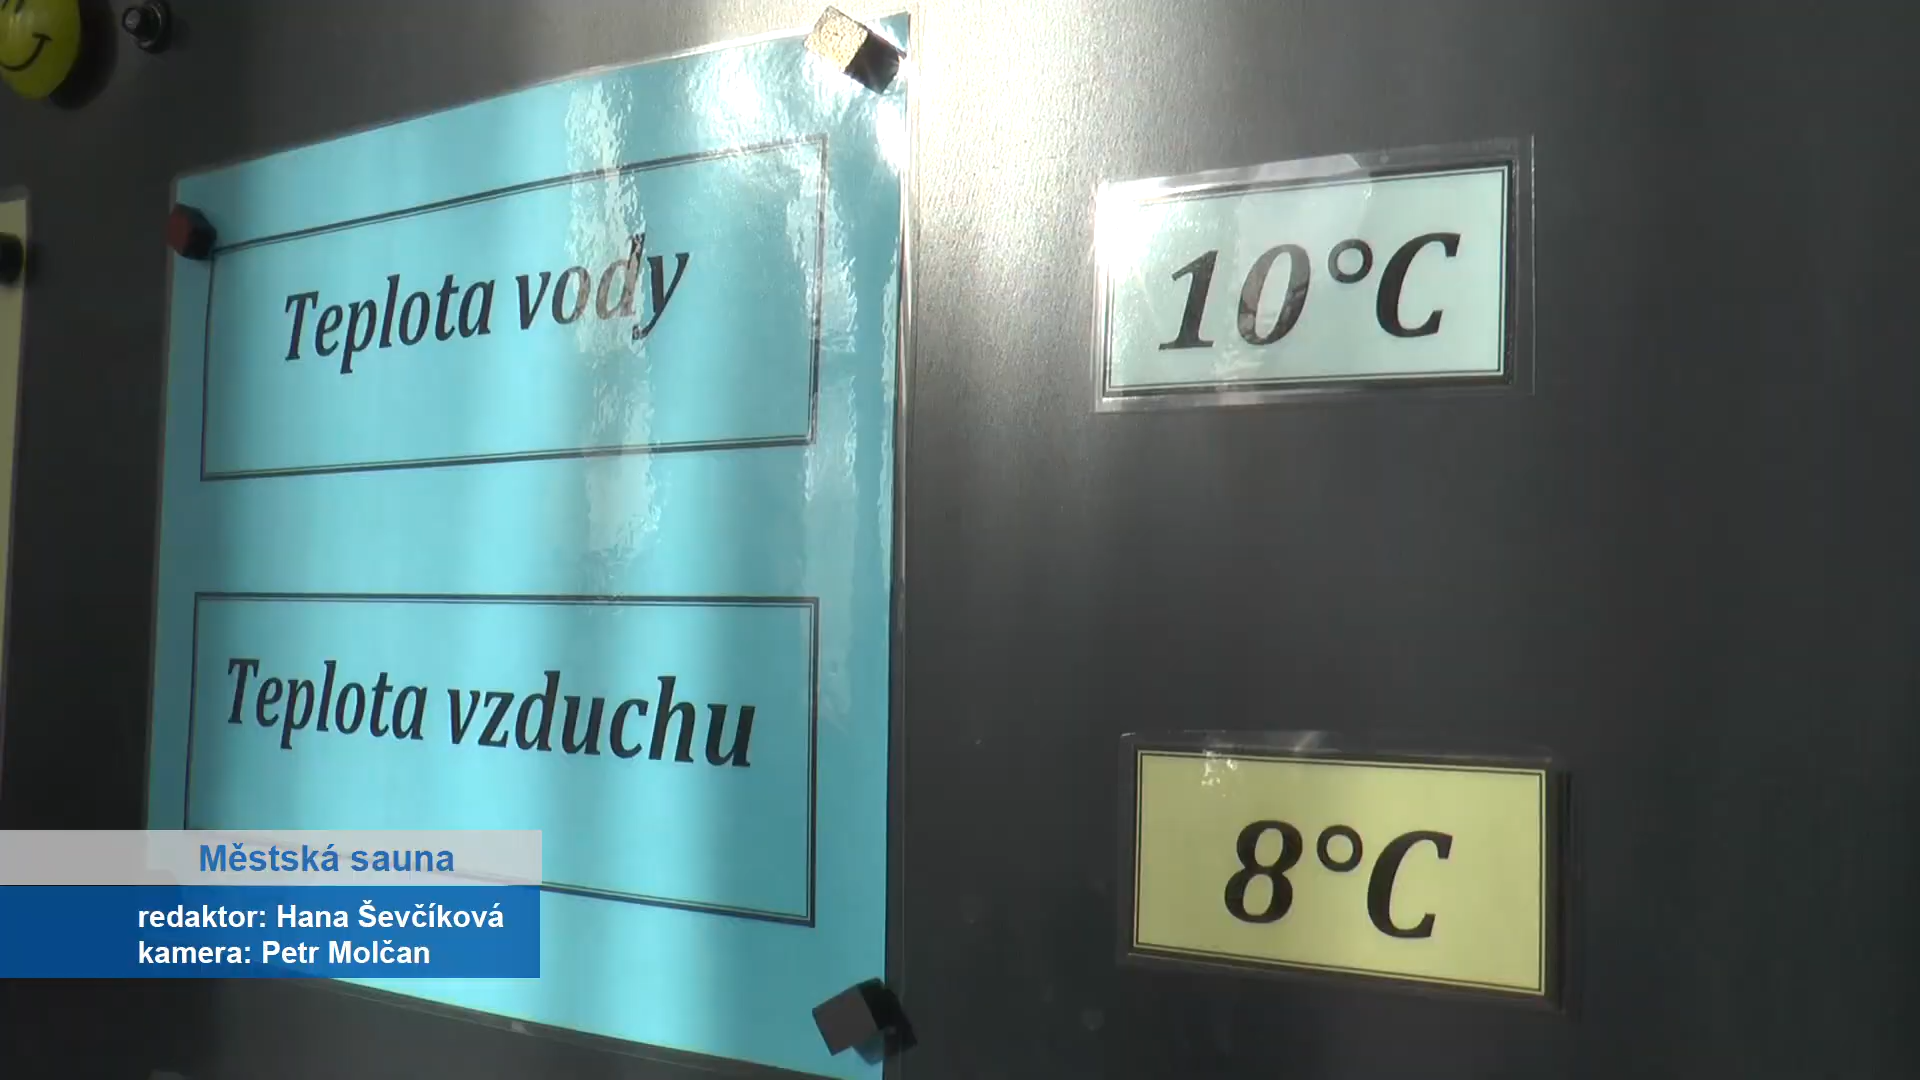 Teplota vody
10°C
Teplota vzduchu
8°C
Městská sauna
redaktor: Hana Ševčíková
kamera: Petr Molčan